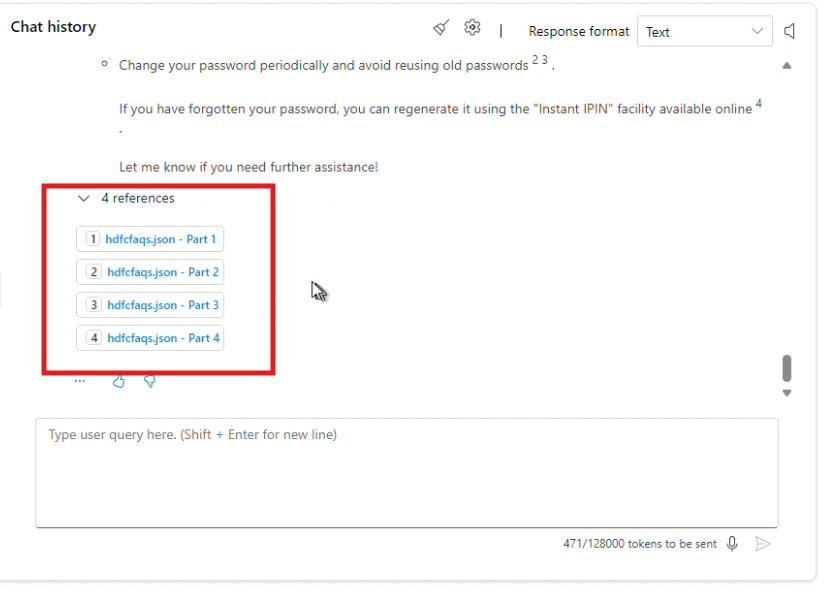 Chat history
Response format
Text
Change your password periodically and avoid reusing old passwords 2 3 .
If you have forgotten your password, you can regenerate it using the "Instant IPIN" facility available online 4
.
Let me know if you need further assistance!
4 references
1 hdfcfaqs.json - Part 1
2 hdfcfaqs.json - Part 2
3 hdfcfaqs.json - Part 3
4 hdfcfaqs.json - Part 4
...
Type user query here. (Shift + Enter for new line)
471/128000 tokens to be sent